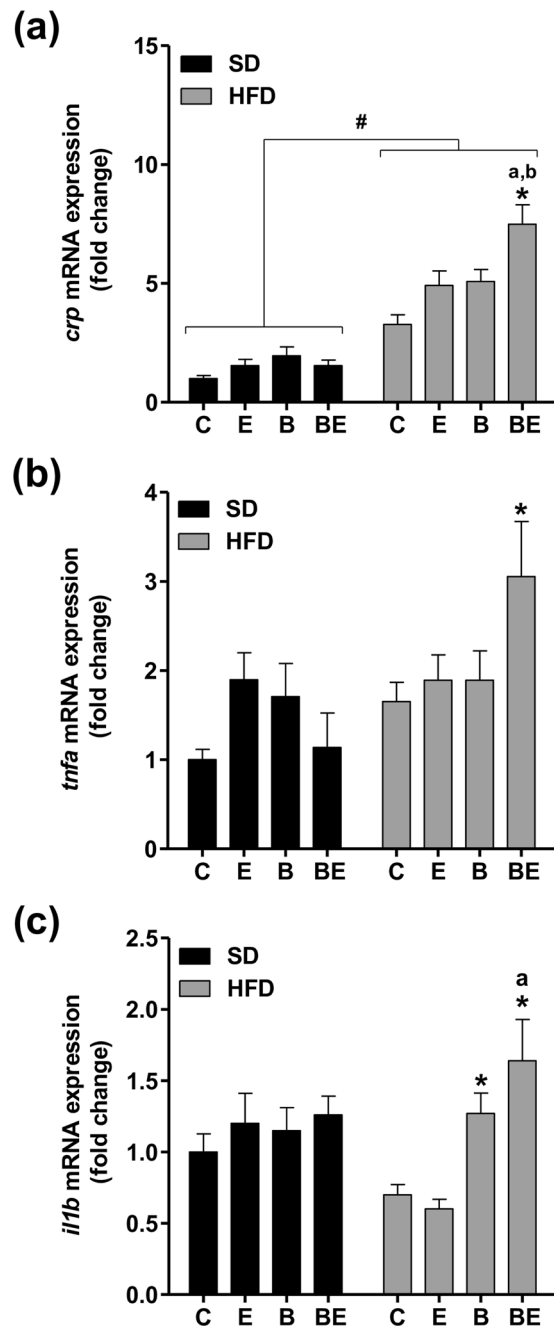 (a)
crp mRNA expression
(fold change)
15
10
5
0
SD
HFD
#
a,b
*
C E B BE C E B BE
(b)
tnfa mRNA expression
(fold change)
4
3
2
1
0
SD
HFD
*
C E B BE C E B BE
(c)
il1b mRNA expression
(fold change)
2.5
2.0
1.5
1.0
0.5
0.0
SD
HFD
a
*
*
C E B BE C E B BE